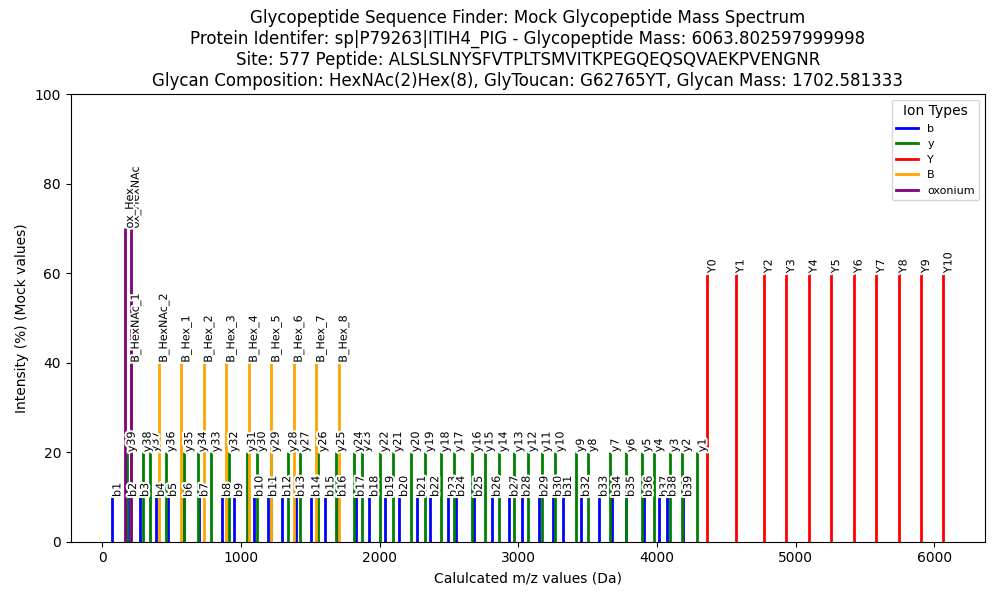 Glycopeptide Sequence Finder: Mock Glycopeptide Mass Spectrum
Protein Identifer: sp|P79263|ITIH4_PIG - Glycopeptide Mass: 6063.802597999998
Site: 577 Peptide: ALSLSLNYSFVTPLTSMVITKPEGQEQSQVAEKPVENGNR
Glycan Composition: HexNAc(2)Hex(8), GlyToucan: G62765YT, Glycan Mass: 1702.581333
Intensity (%) (Mock values)
100
80
60
40
20
0
Ion Types
b
y
Y
B
oxonium
ox_Hex
ox_HexNAc
Y0
Y1
Y2
Y3
Y4
Y5
Y6
Y7
Y8
Y9
Y10
B_HexNAc_1
B_HexNAc_2
B_Hex_1
B_Hex_2
B_Hex_3
B_Hex_4
B_Hex_5
B_Hex_6
B_Hex_7
B_Hex_8
y39
y38
y37
y36
y35
y34
y33
y32
y31
y30
y29
y28
y27
y26
y25
y24
y23
y22
y21
y20
y19
y18
y17
y16
y15
y14
y13
y12
y11
y10
y9
y8
y7
y6
y5
y4
y3
y2
y1
b1
b2
b3
b4
b5
b6
b7
b8
b9
b10
b11
b12
b13
b14
b15
b16
b17
b18
b19
b20
b21
b22
b23
b24
b25
b26
b27
b28
b29
b30
b31
b32
b33
b34
b35
b36
b37
b38
b39
0
1000
2000
3000
4000
5000
6000
Calulcated m/z values (Da)